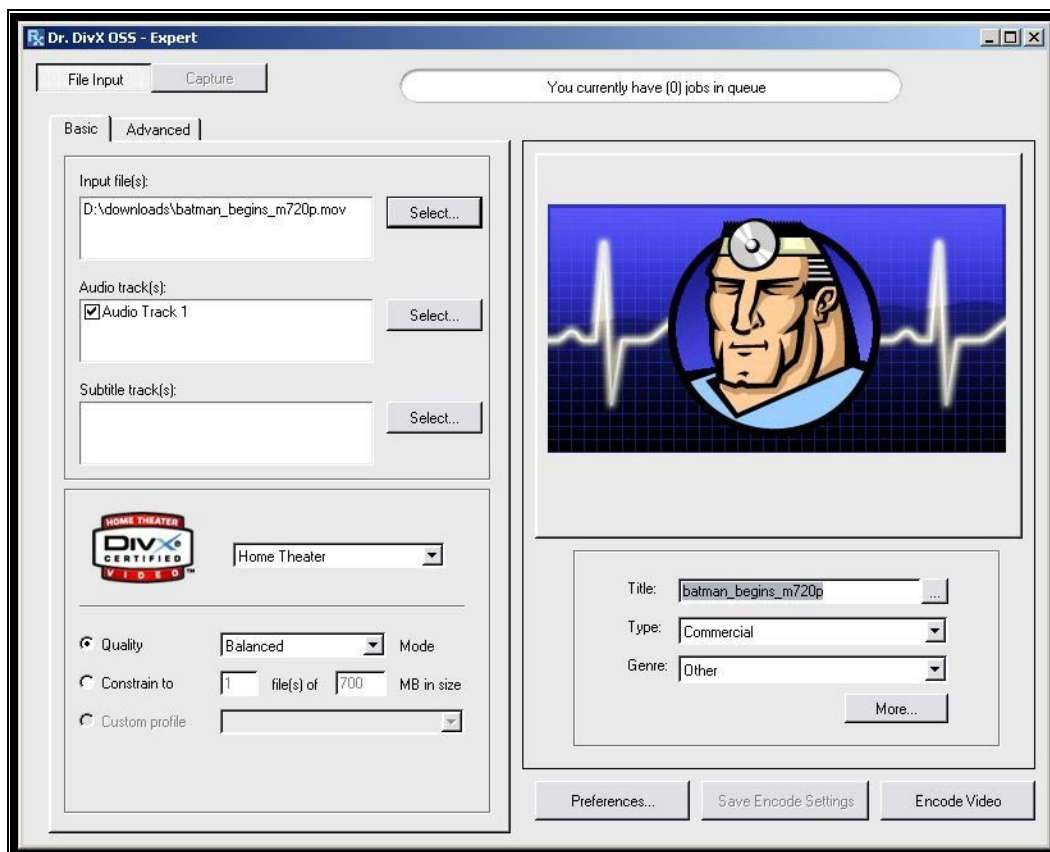 Dr. DivX OSS - Expert
File Input Capture
You currently have (0) jobs in queue
Basic Advanced
Input file(s):
D:\downloads\batman_begins_m720p.mov
Select...
Audio track(s):
Audio Track 1
Select...
Subtitle track(s):
Select...
HOME THEATER
DIVX
CERTIFIED
VIDEO™
Home Theater
Quality Balanced Mode
Constrain to 1 file(s) of 700 MB in size
Custom profile
Title: batman_begins_m720p ...
Type: Commercial
Genre: Other
More...
Preferences... Save Encode Settings Encode Video